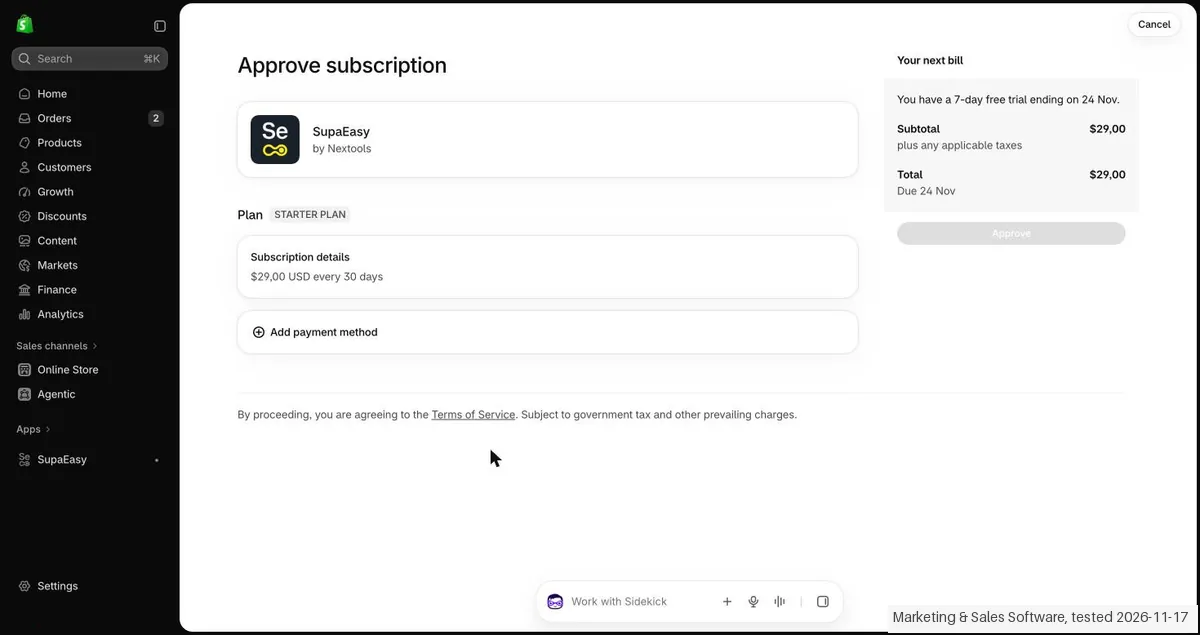 Search ⌘K
Home
Orders 2
Products
Customers
Growth
Discounts
Content
Markets
Finance
Analytics
Sales channels
Online Store
Agentic
Apps
SupaEasy
Settings
Cancel
Approve subscription
Se
SupaEasy
by Nextools
Plan STARTER PLAN
Subscription details
$29,00 USD every 30 days
Add payment method
By proceeding, you are agreeing to the Terms of Service. Subject to government tax and other prevailing charges.
Your next bill
You have a 7-day free trial ending on 24 Nov.
Subtotal $29,00
plus any applicable taxes
Total $29,00
Due 24 Nov
Approve
Work with Sidekick
Marketing & Sales Software, tested 2026-11-17